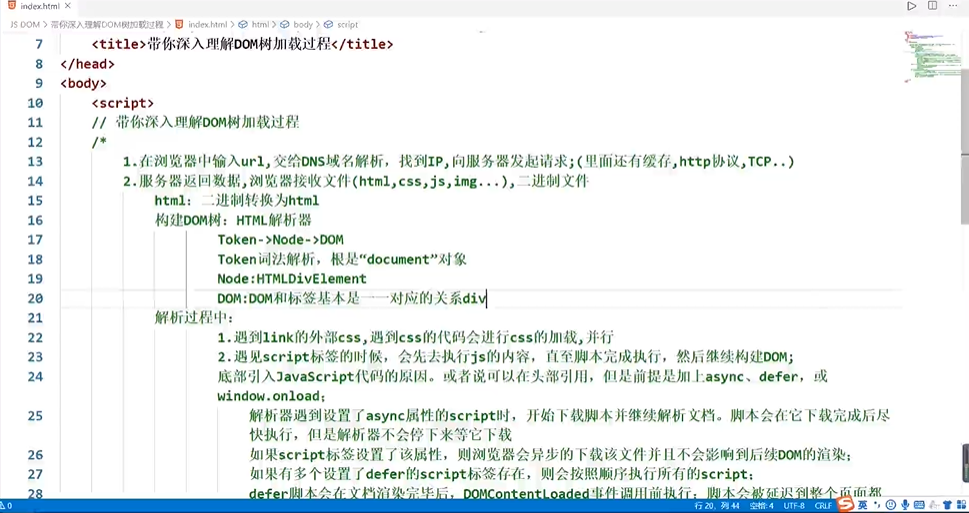 index.html
JS DOM > 带你深入理解DOM树加载过程 > index.html > html > body > script
7 <title>带你深入理解DOM树加载过程</title>
8 </head>
9 <body>
10 <script>
11 // 带你深入理解DOM树加载过程
12 /*
13 1.在浏览器中输入url,交给DNS域名解析，找到IP,向服务器发起请求;(里面还有缓存,http协议,TCP..)
14 2.服务器返回数据,浏览器接收文件(html,css,js,img...),二进制文件
15 html：二进制转换为html
16 构建DOM树：HTML解析器
17 Token->Node->DOM
18 Token词法解析，根是“document”对象
19 Node:HTMLDivElement
20 DOM:DOM和标签基本是一一对应的关系div
21 解析过程中：
22 1.遇到link的外部css,遇到css的代码会进行css的加载,并行
23 2.遇见script标签的时候，会先去执行js的内容，直至脚本完成执行，然后继续构建DOM;
24 底部引入JavaScript代码的原因。或者说可以在头部引用，但是前提是加上async、defer，或
window.onload;
25 解析器遇到设置了async属性的script时，开始下载脚本并继续解析文档。脚本会在它下载完成后尽
快执行，但是解析器不会停下来等它下载
26 如果script标签设置了该属性，则浏览器会异步的下载该文件并且不会影响到后续DOM的渲染；
27 如果有多个设置了defer的script标签存在，则会按照顺序执行所有的script；
28 defer脚本会在文档渲染完毕后，DOMContentLoaded事件调用前执行；脚本会被延迟到整个页面都
0 行 20，列 44 空格: 4 UTF-8 CRLF 英